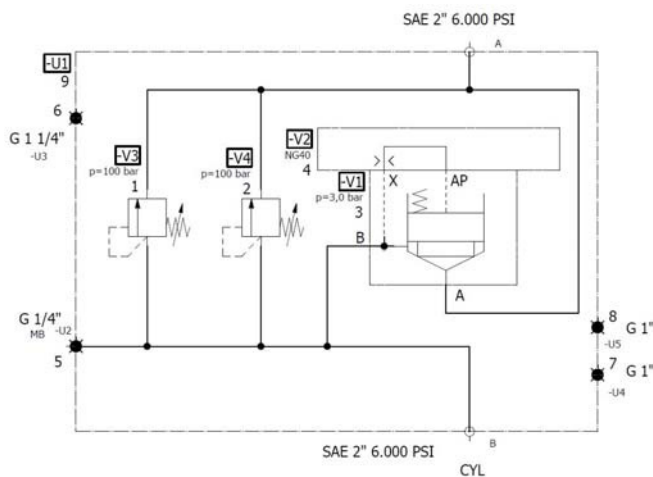 SAE 2" 6.000 PSI
A
-U1
9
6
G 1 1/4"
-U3
-V3
p=100 bar
1
-V4
p=100 bar
2
-V2
NG40
4
X
AP
-V1
p=3,0 bar
3
B
A
G 1/4"
MB
-U2
5
8
G 1"
-U5
7
G 1"
-U4
B
SAE 2" 6.000 PSI
CYL